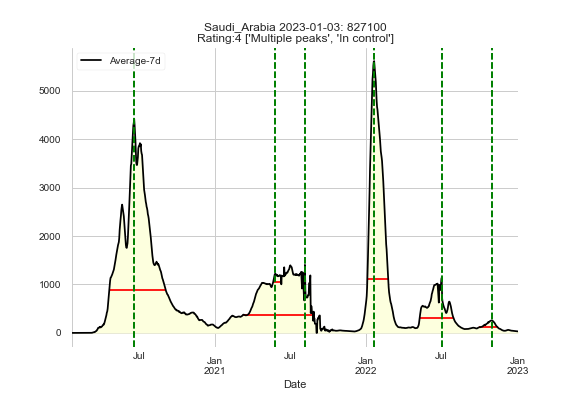 Saudi_Arabia 2023-01-03: 827100
Rating:4 ['Multiple peaks', 'In control']
Average-7d
5000
4000
3000
2000
1000
0
Jul
Jan
2021
Jul
Jan
2022
Jul
Jan
2023
Date